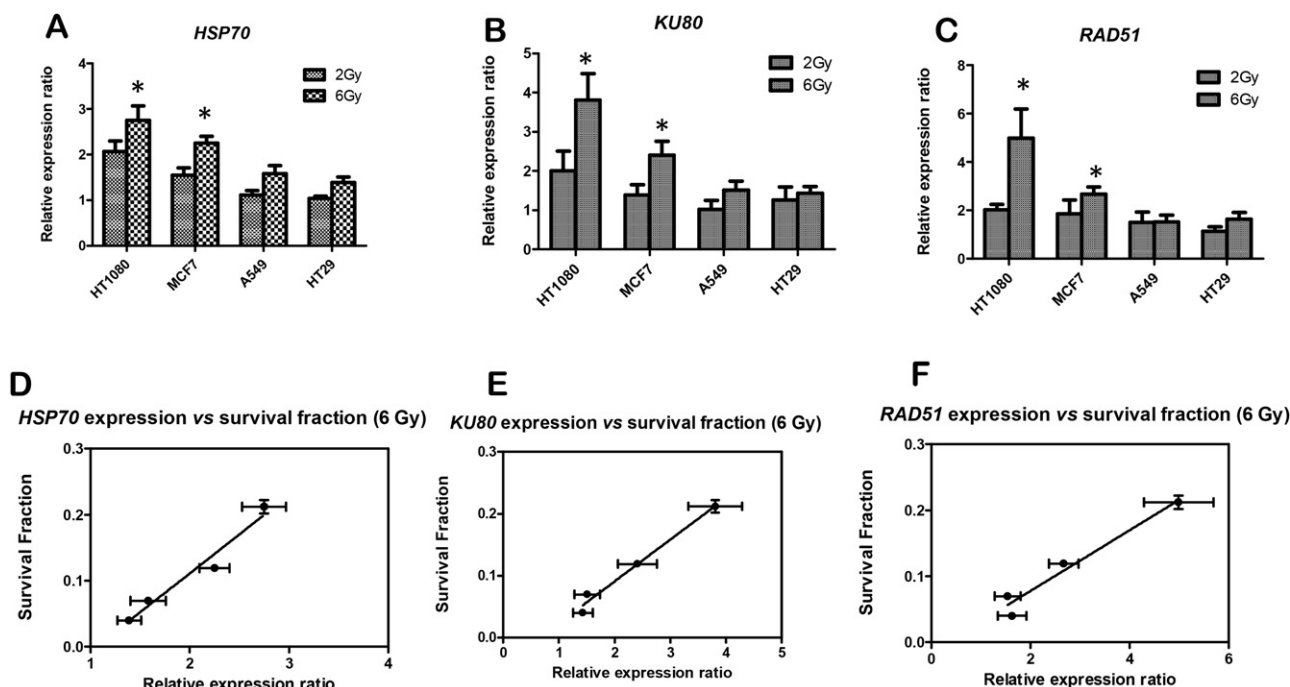 A
HSP70
Relative expression ratio
4
3
2
1
0
2Gy
6Gy
*
*
HT1080
MCF7
A549
HT29
B
KU80
Relative expression ratio
5
4
3
2
1
0
2Gy
6Gy
*
*
HT1080
MCF7
A549
HT29
C
RAD51
Relative expression ratio
8
6
4
2
0
2Gy
6Gy
*
*
HT1080
MCF7
A549
HT29
D
HSP70 expression vs survival fraction (6 Gy)
Survival Fraction
0.3
0.2
0.1
0.0
1 2 3 4
Relative expression ratio
E
KU80 expression vs survival fraction (6 Gy)
Survival Fraction
0.3
0.2
0.1
0.0
0 1 2 3 4 5
Relative expression ratio
F
RAD51 expression vs survival fraction (6 Gy)
Survival Fraction
0.3
0.2
0.1
0.0
0 2 4 6
Relative expression ratio